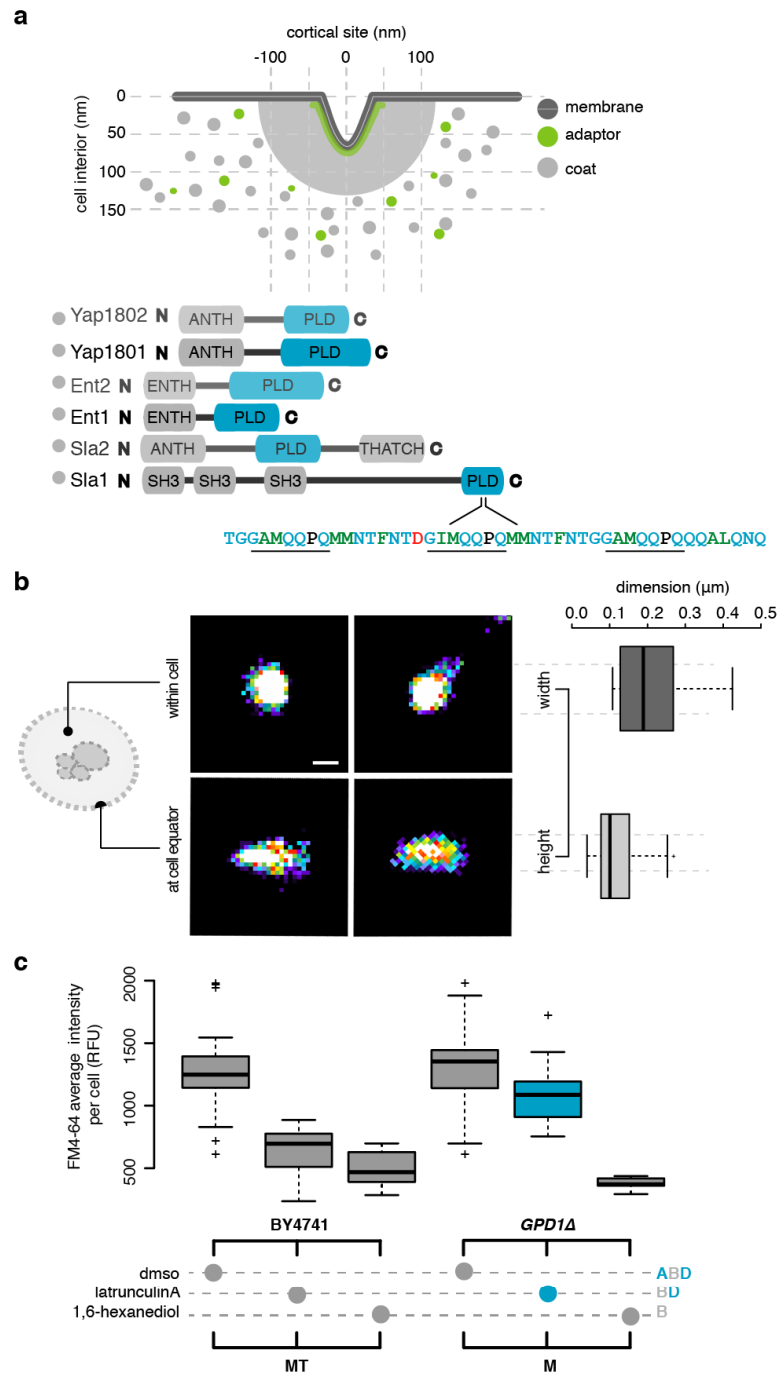 a
cortical site (nm)
-100 0 100
cell interior (nm)
0
50
100
150
membrane
adaptor
coat
Yap1802 N ANTH PLD C
Yap1801 N ANTH PLD C
Ent2 N ENTH PLD C
Ent1 N ENTH PLD C
Sla2 N ANTH PLD THATCH C
Sla1 N SH3 SH3 SH3 PLD C
TGGAMQQPQMMNTFNTDGIMQQPQMMNTFNTGGAMQQPQQQALQNQ
b
dimension (µm)
0.0 0.1 0.2 0.3 0.4 0.5
within cell
width
at cell equator
height
c
FM4-64 average intensity
per cell (RFU)
2000
1500
1000
500
BY4741 GPD1Δ
dmso ABD
latrunculinA BD
1,6-hexanediol B
MT M